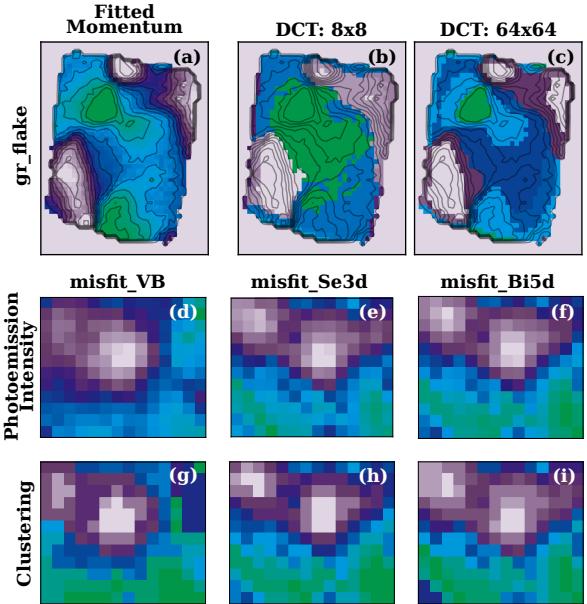 Fitted
Momentum
DCT: 8x8
DCT: 64x64
gr_flake
(a)
(b)
(c)
misfit_VB
misfit_Se3d
misfit_Bi5d
Photoemission
Intensity
(d)
(e)
(f)
Clustering
(g)
(h)
(i)